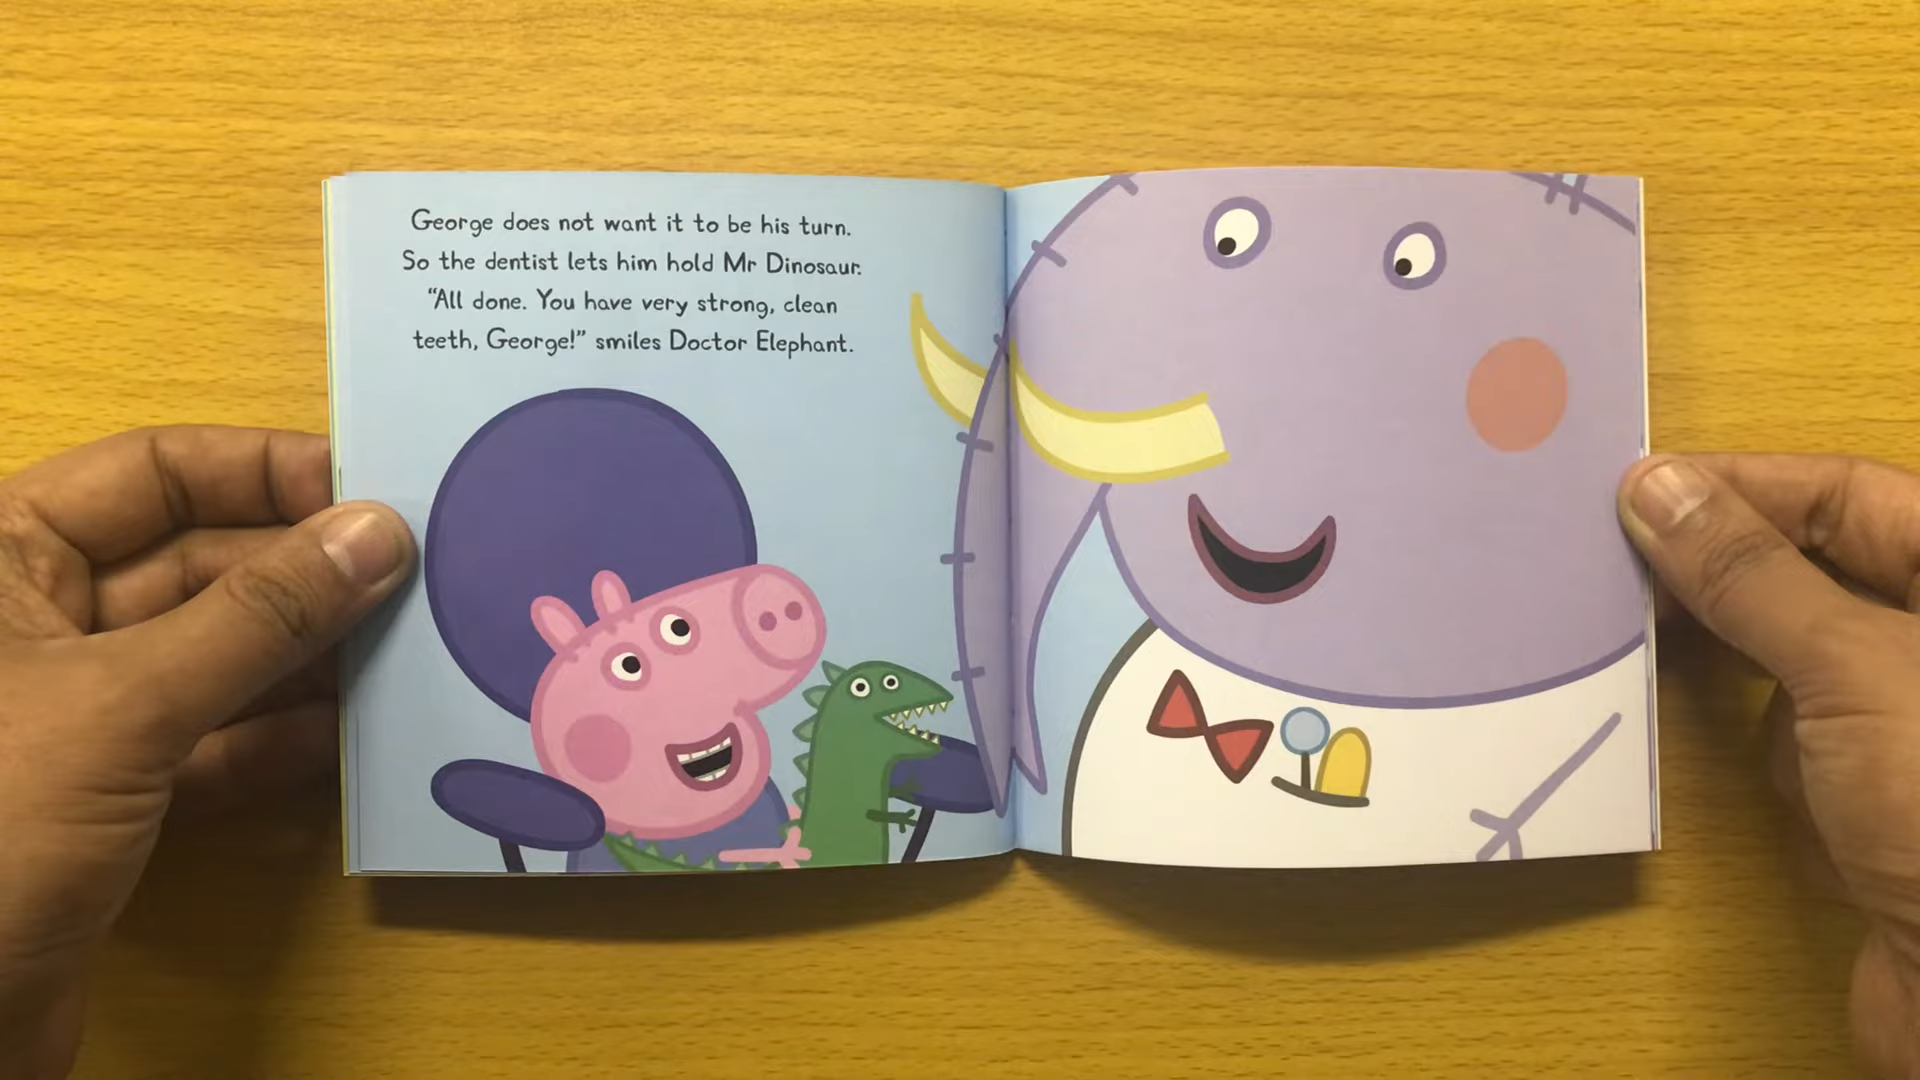 George does not want it to be his turn.
So the dentist lets him hold Mr Dinosaur.
“All done. You have very strong, clean
teeth, George!” smiles Doctor Elephant.